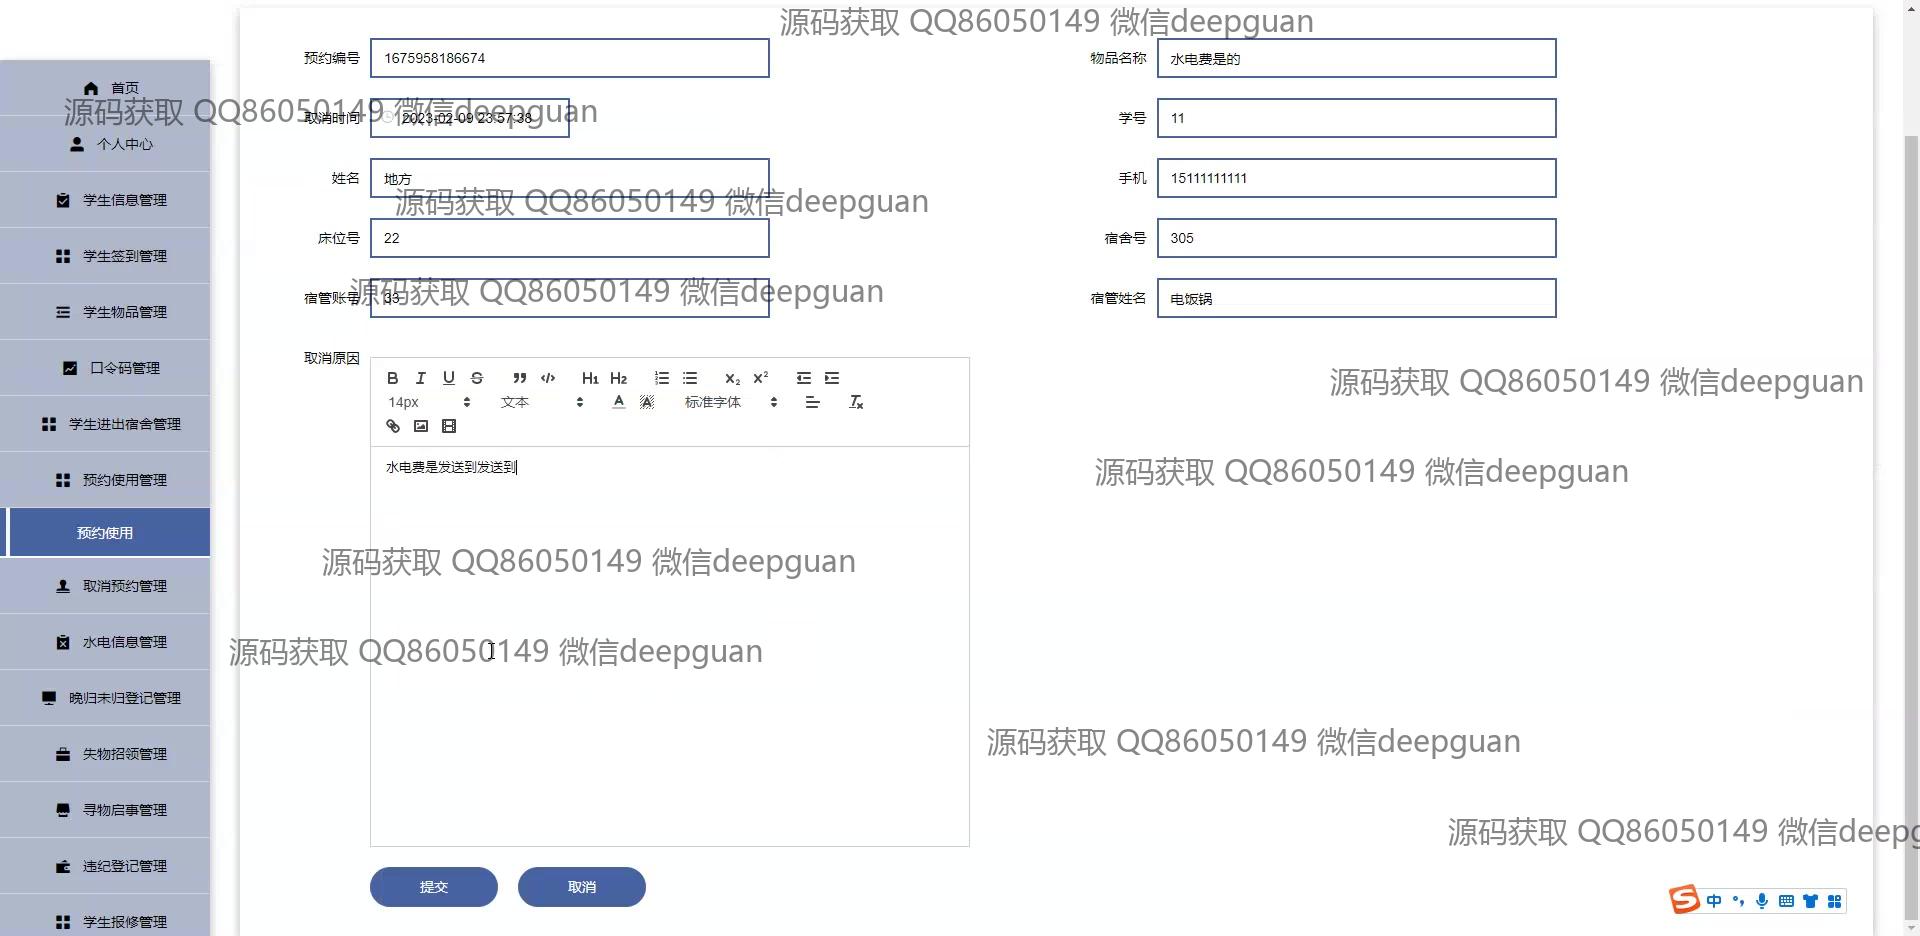 源码获取 QQ86050149 微信deepguan
预约编号 1675958186674 物品名称 水电费是的
首页
源码获取 QQ86050149 微信deepguan
取消时间 2023-02-09 23:57:38 学号 11
个人中心
姓名 地方 手机 15111111111
学生信息管理
源码获取 QQ86050149 微信deepguan
床位号 22 宿舍号 305
学生签到管理
源码获取 QQ86050149 微信deepguan
宿管账号 33 宿管姓名 电饭锅
学生物品管理
取消原因
口令码管理
B I U S H1 H2 X2 X2
源码获取 QQ86050149 微信deepguan
14px 文本 A A 标准字体 Tx
学生进出宿舍管理
水电费是发送到发送到
源码获取 QQ86050149 微信deepguan
预约使用管理
预约使用
源码获取 QQ86050149 微信deepguan
取消预约管理
水电信息管理
源码获取 QQ86050149 微信deepguan
晚归未归登记管理
源码获取 QQ86050149 微信deepguan
失物招领管理
寻物启事管理
源码获取 QQ86050149 微信deepg
违纪登记管理
提交 取消
S 中
学生报修管理